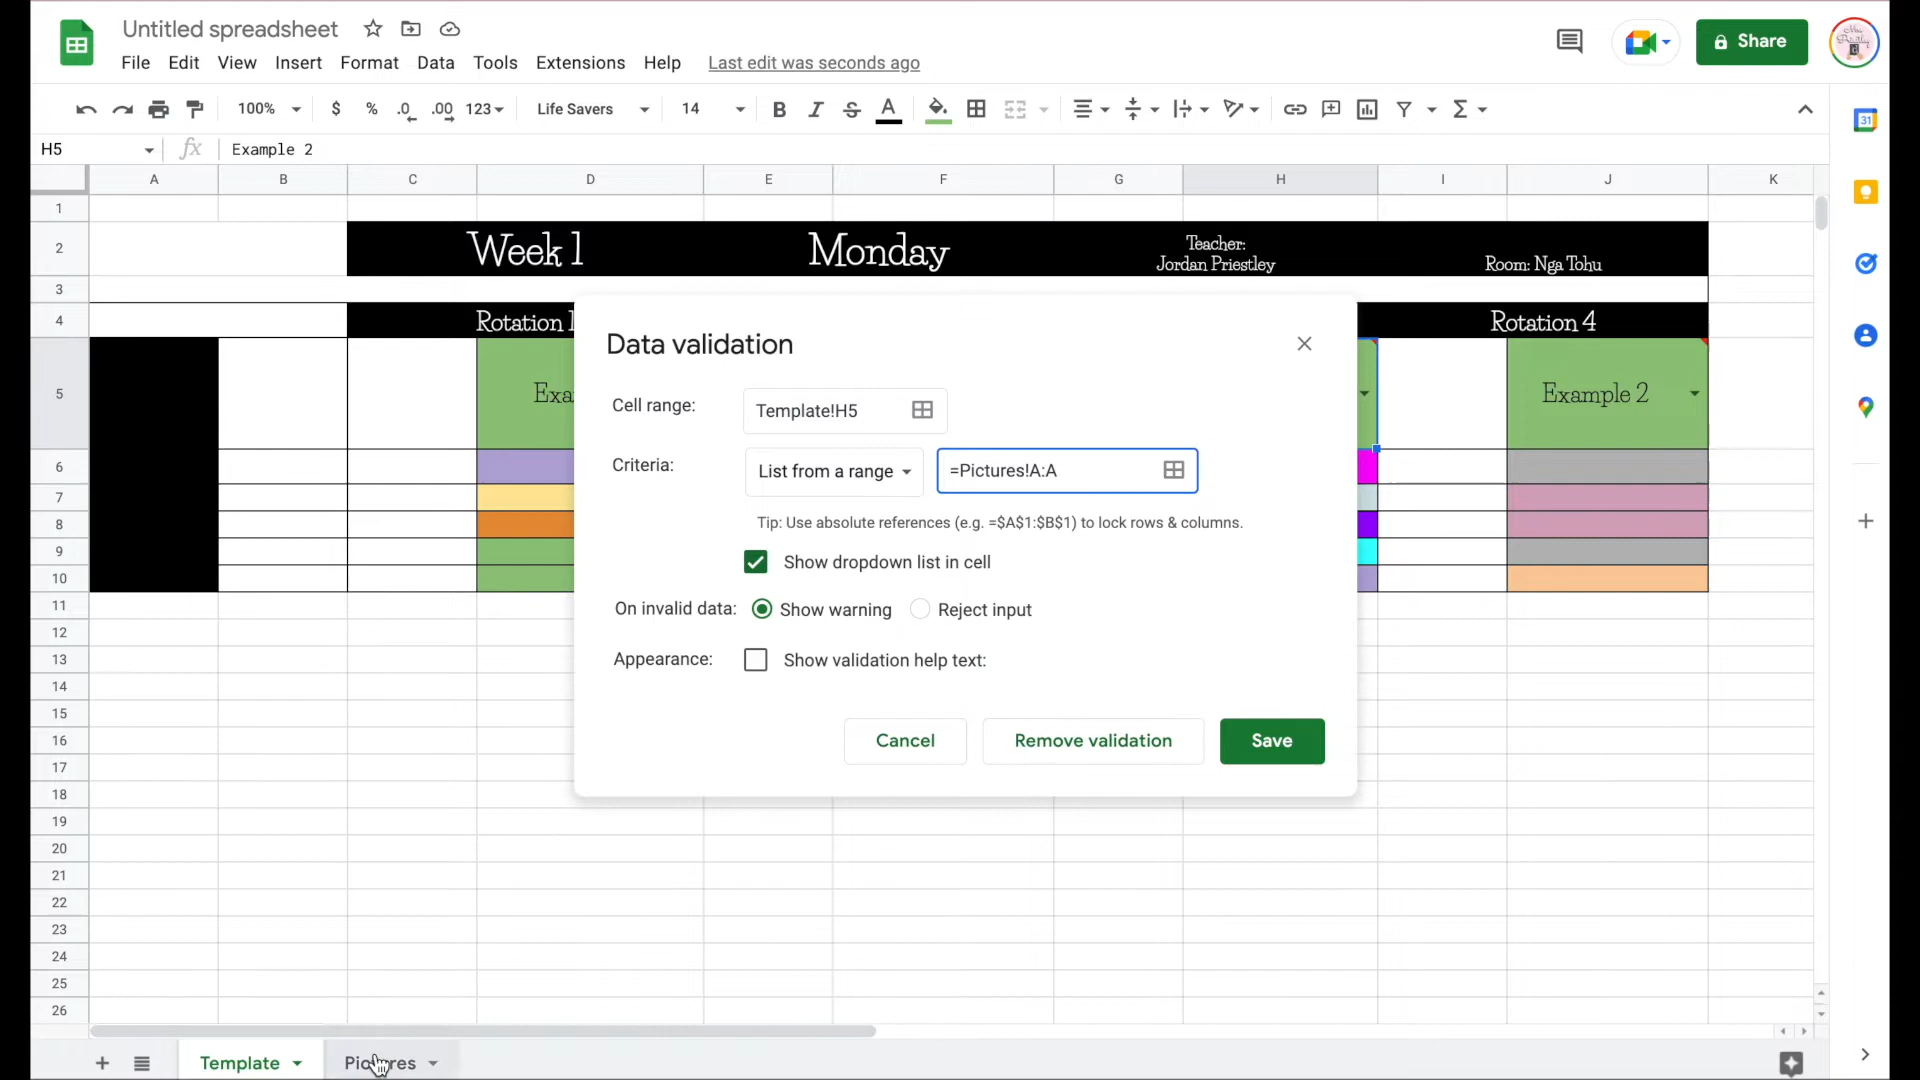 Untitled spreadsheet
File Edit View Insert Format Data Tools Extensions Help Last edit was seconds ago
Share
100% $ % .0 .00 123 Life Savers 14 B I S A
31
H5 fx Example 2
A B C D E F G H I J K
1
2 Week 1 Monday Teacher: Jordan Priestley Room: Nga Tohu
3
4 Rotation 1 Rotation 4
5 Exa Example 2
6
7
8
9
10
11
12
13
14
15
16
17
18
19
20
21
22
23
24
25
26
Data validation
Cell range: Template!H5
Criteria: List from a range =Pictures!A:A
Tip: Use absolute references (e.g. =$A$1:$B$1) to lock rows & columns.
Show dropdown list in cell
On invalid data: Show warning Reject input
Appearance: Show validation help text:
Cancel Remove validation Save
Template Pictures